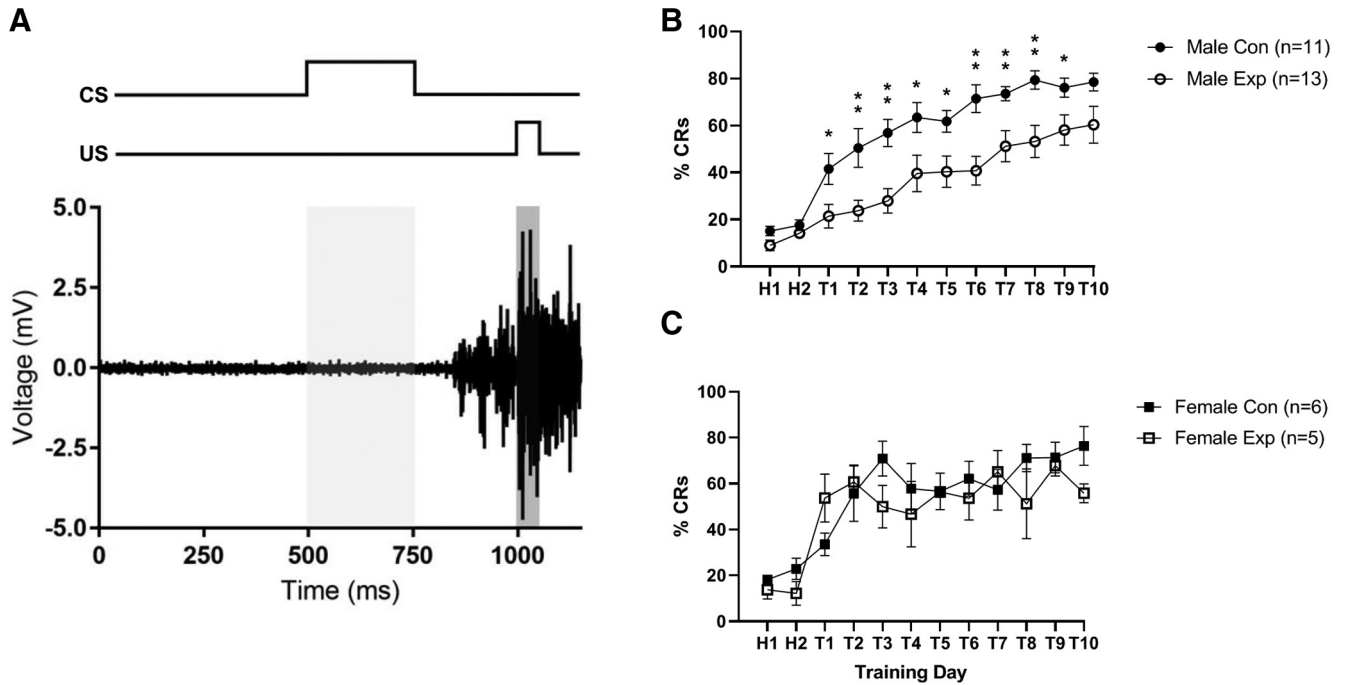 A
CS
US
5.0
2.5
0.0
-2.5
-5.0
Voltage (mV)
0 250 500 750 1000
Time (ms)
B
100
80
60
40
20
0
% CRs
* ** ** * * ** ** ** *
H1 H2 T1 T2 T3 T4 T5 T6 T7 T8 T9 T10
Male Con (n=11)
Male Exp (n=13)
C
100
80
60
40
20
0
% CRs
H1 H2 T1 T2 T3 T4 T5 T6 T7 T8 T9 T10
Training Day
Female Con (n=6)
Female Exp (n=5)